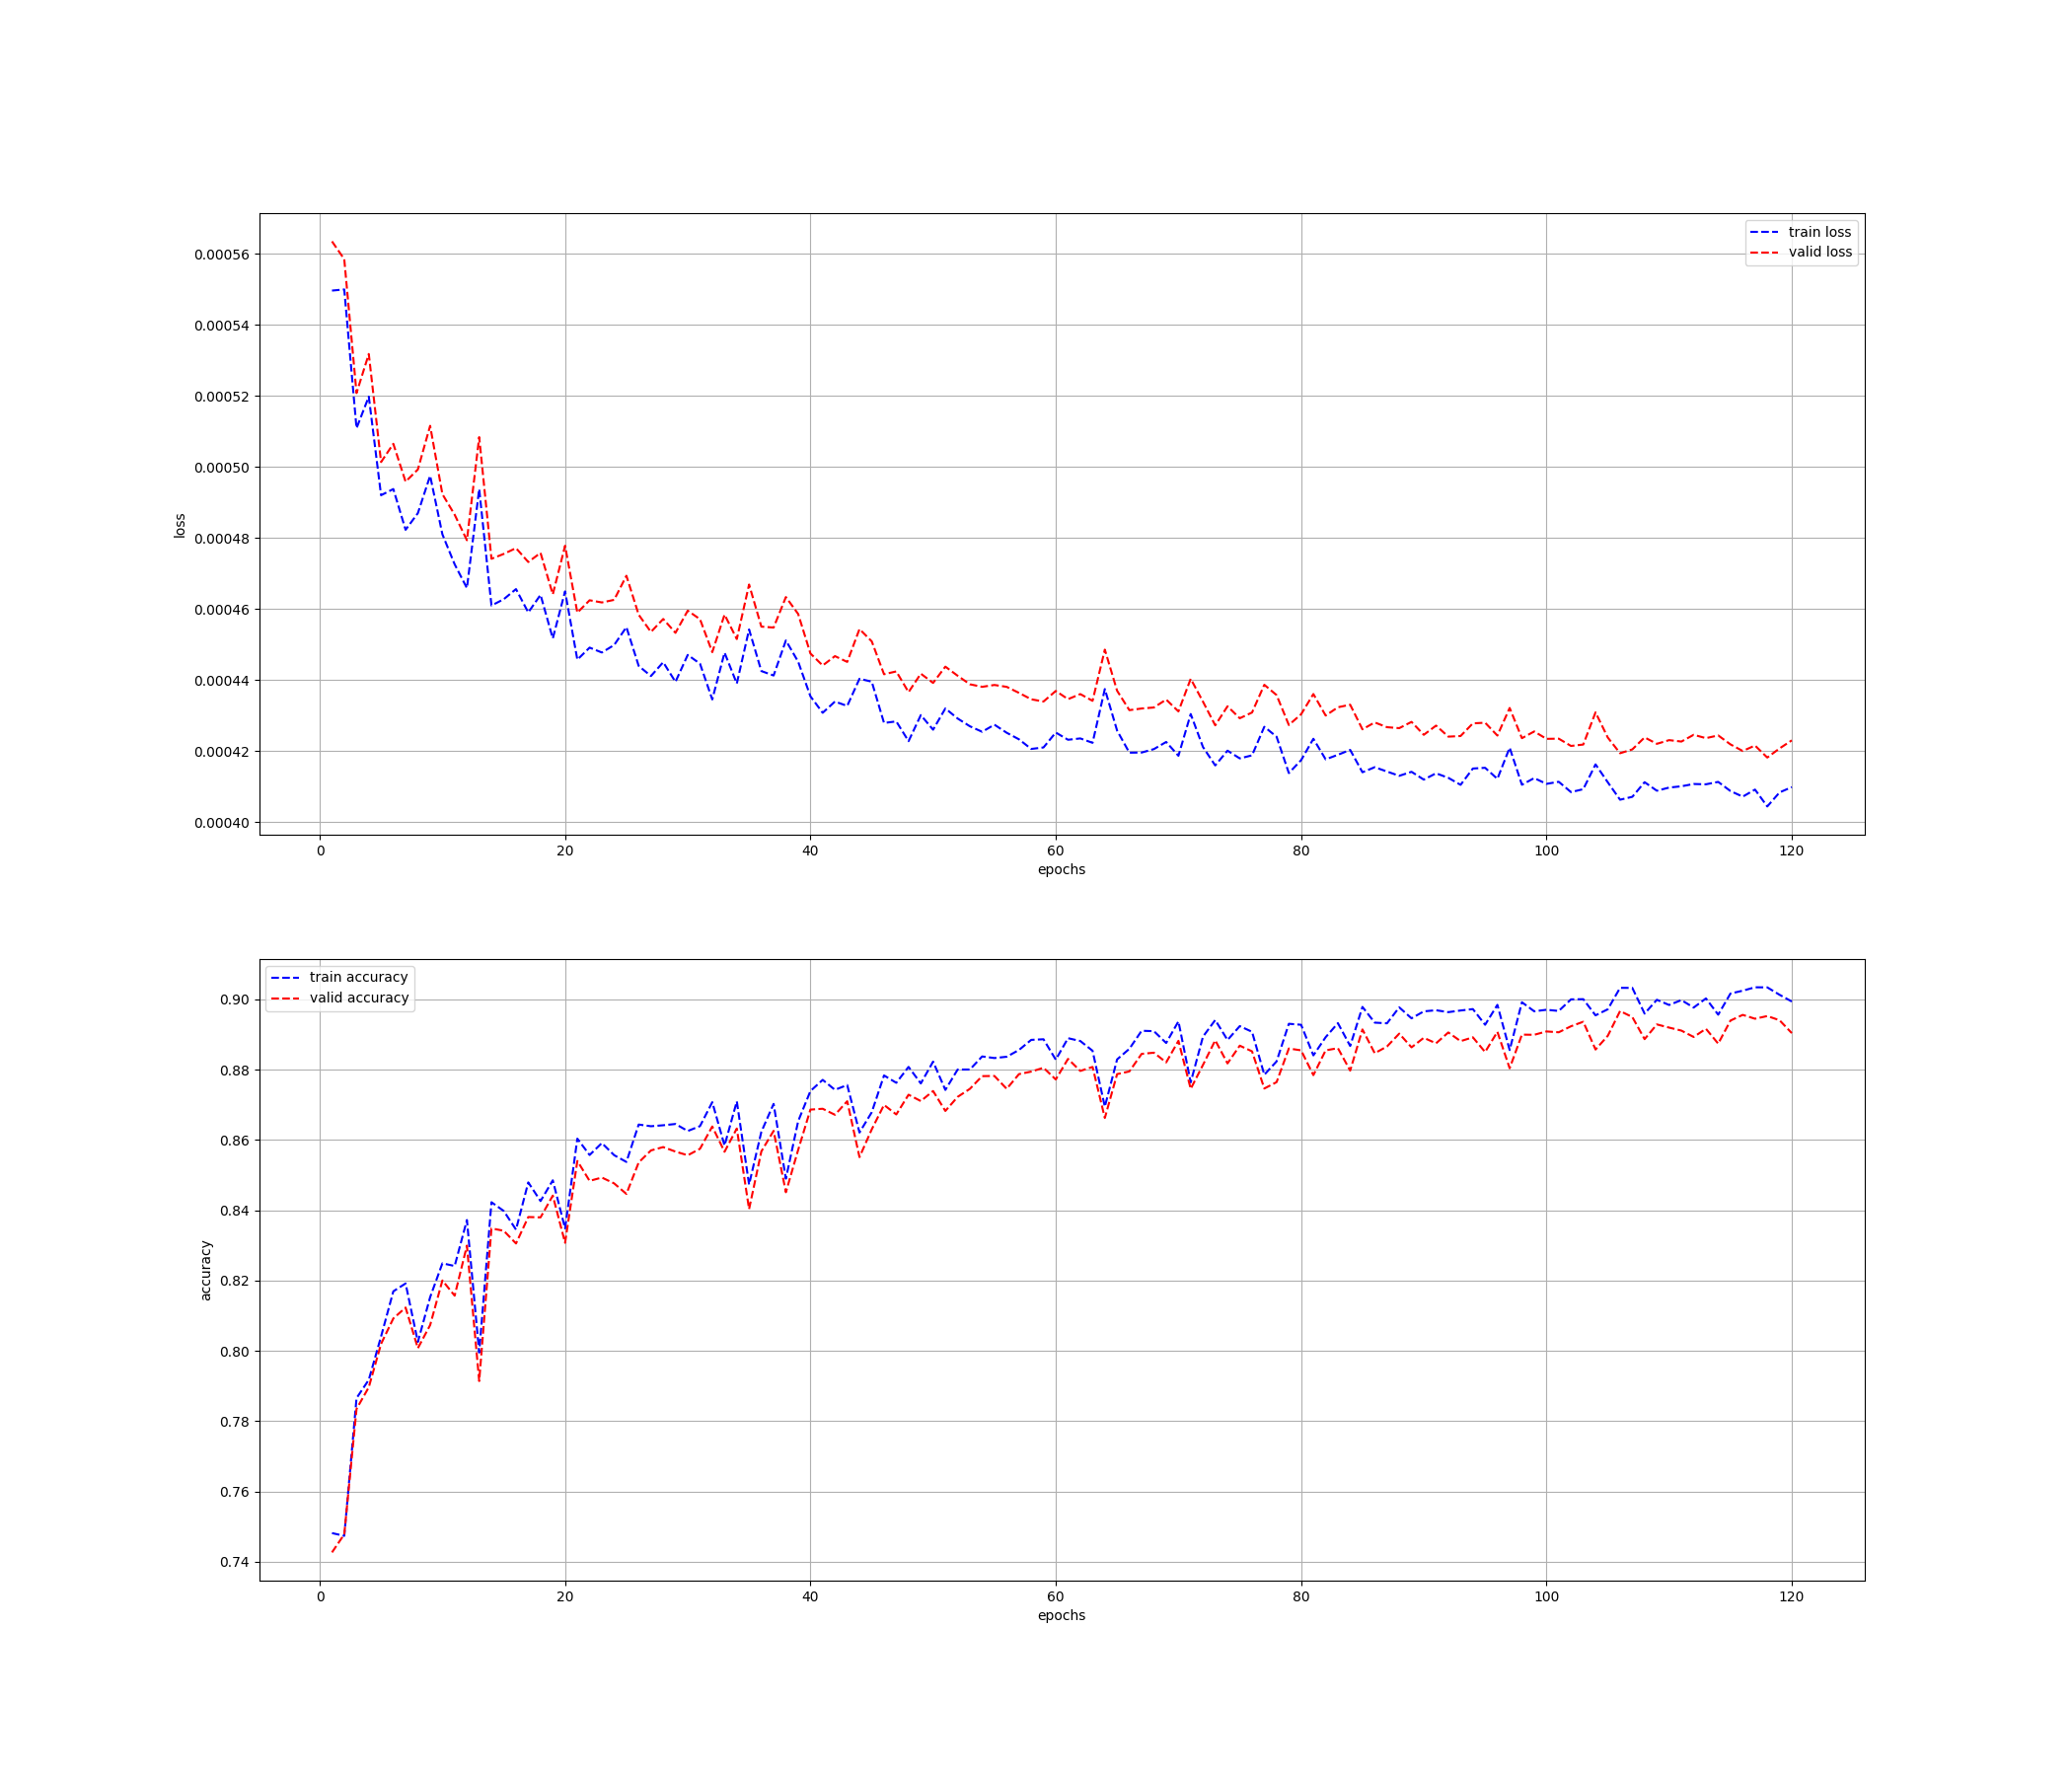 train loss
valid loss
0.00056
0.00054
0.00052
0.00050
0.00048
0.00046
0.00044
0.00042
0.00040
loss
0 20 40 60 80 100 120
epochs
train accuracy
valid accuracy
0.90
0.88
0.86
0.84
0.82
0.80
0.78
0.76
0.74
accuracy
0 20 40 60 80 100 120
epochs